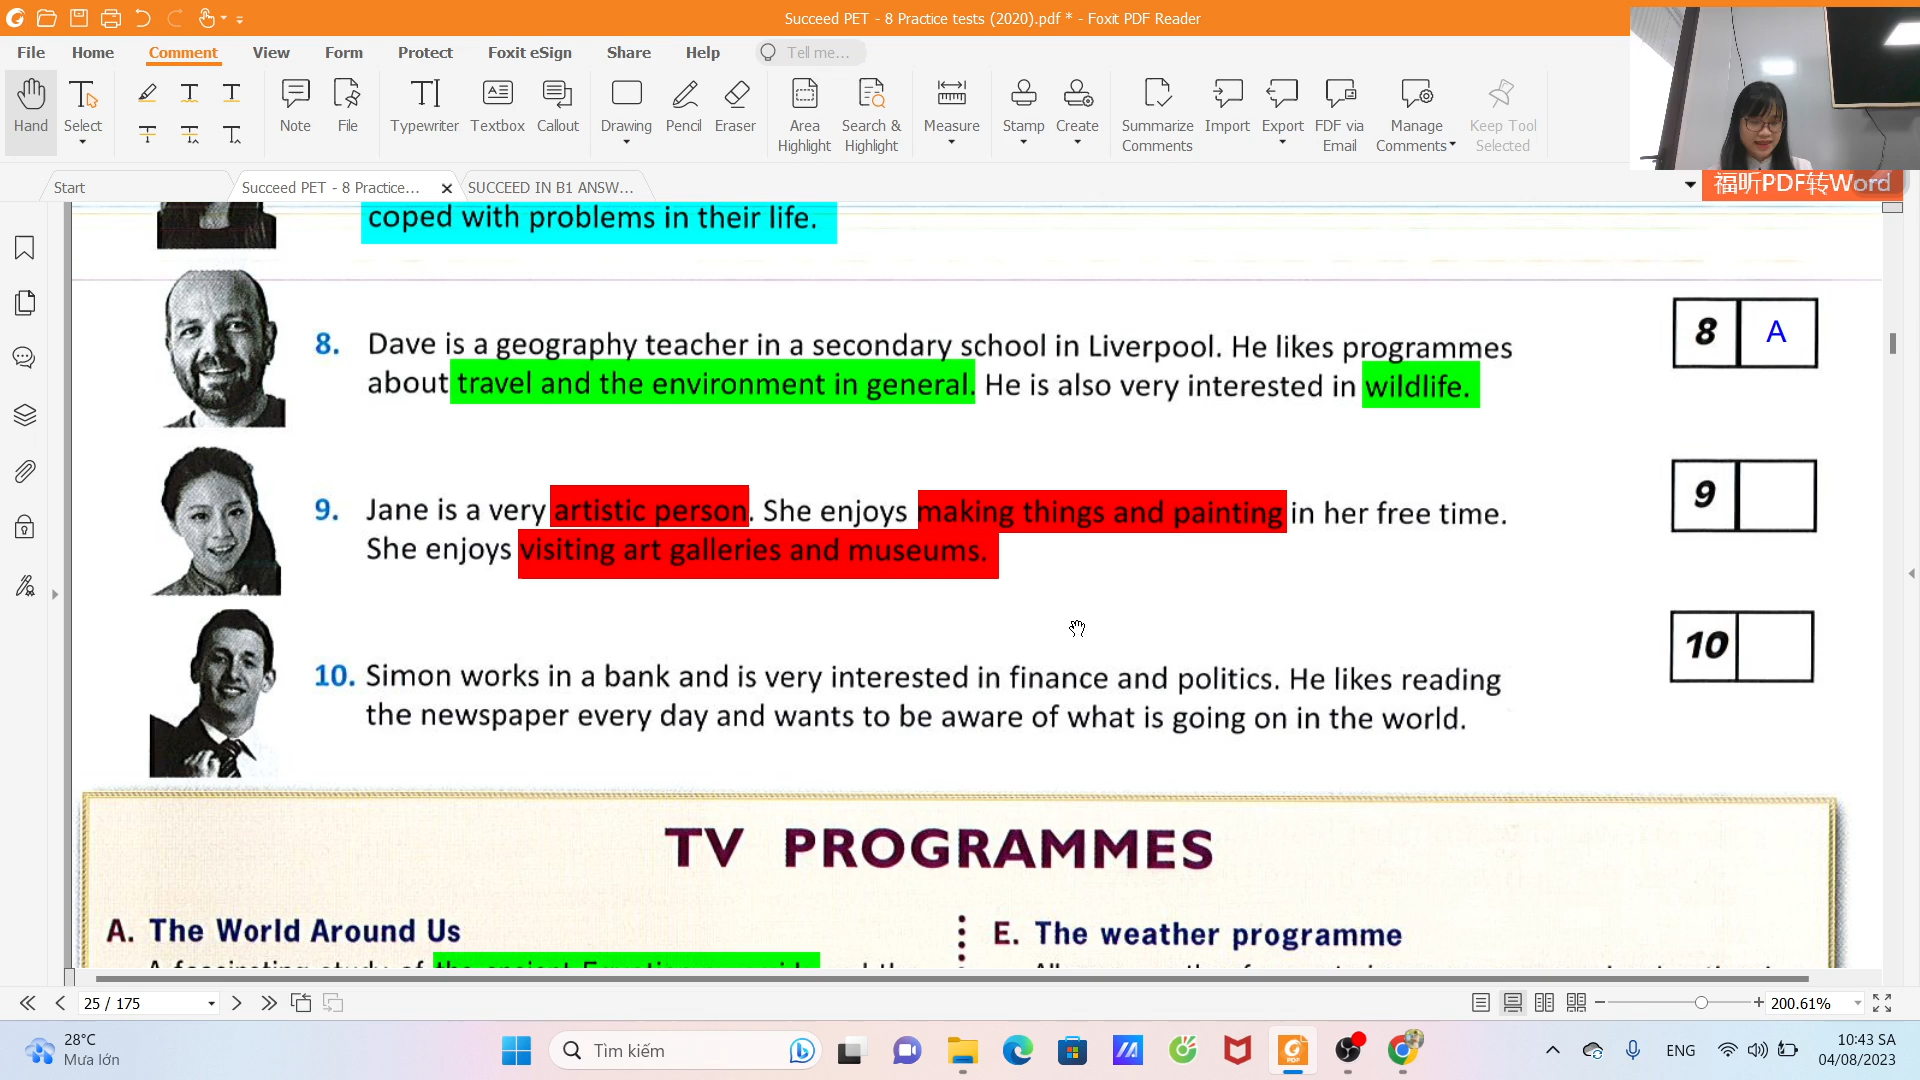 Succeed PET - 8 Practice tests (2020).pdf * - Foxit PDF Reader
File Home Comment View Form Protect Foxit eSign Share Help Tell me...
Hand Select Note File Typewriter Textbox Callout Drawing Pencil Eraser Area Highlight Search & Highlight Measure Stamp Create Summarize Comments Import Export FDF via Email Manage Comments Keep Tool Selected
Start Succeed PET - 8 Practice... SUCCEED IN B1 ANSW... 福昕PDF转Word
coped with problems in their life.
8. Dave is a geography teacher in a secondary school in Liverpool. He likes programmes
about travel and the environment in general. He is also very interested in wildlife.
8 A
9. Jane is a very artistic person. She enjoys making things and painting in her free time.
She enjoys visiting art galleries and museums.
9
10. Simon works in a bank and is very interested in finance and politics. He likes reading
the newspaper every day and wants to be aware of what is going on in the world.
10
TV PROGRAMMES
A. The World Around Us
E. The weather programme
25 / 175
200.61%
28°C
Mưa lớn
Tìm kiếm
ENG
10:43 SA
04/08/2023